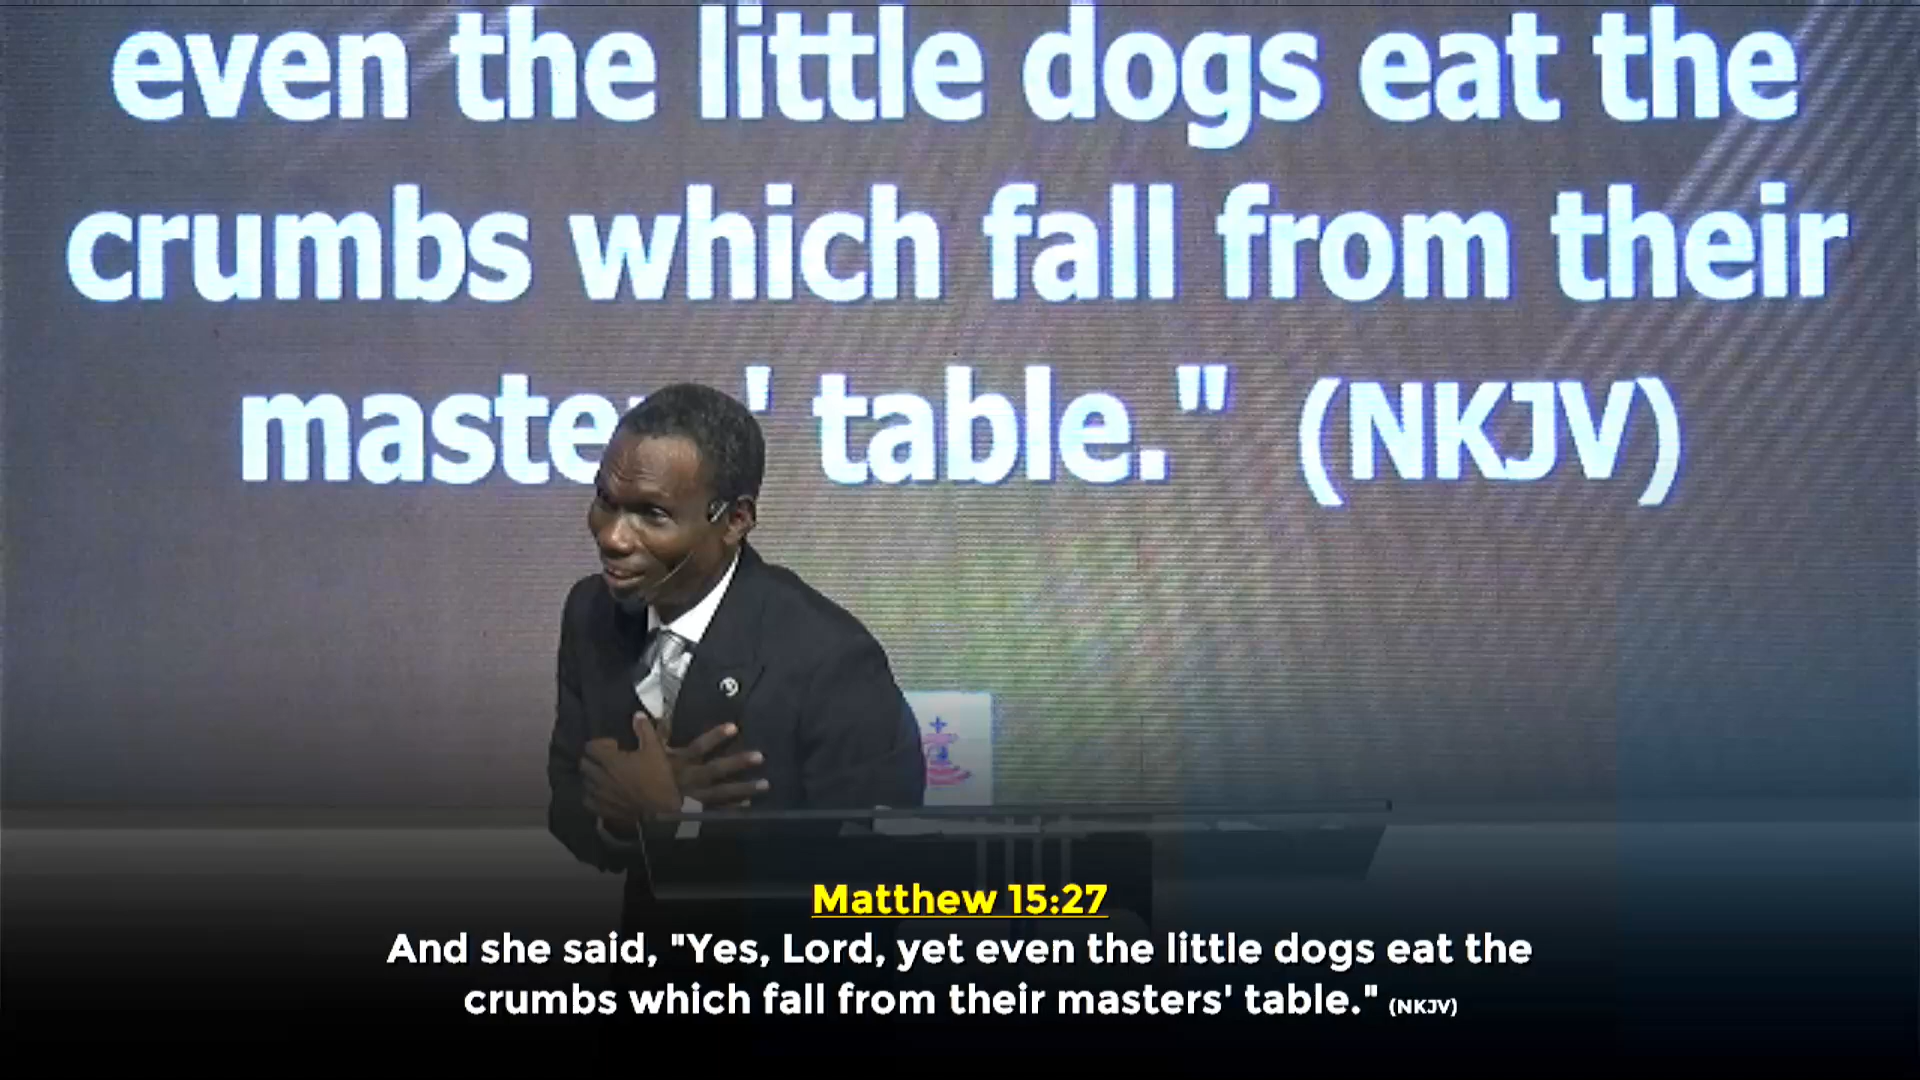 even the little dogs eat the
crumbs which fall from their
' table." (NKJV)
Matthew 15:27
And she said, "Yes, Lord, yet even the little dogs eat the
crumbs which fall from their masters' table." (NKJV)